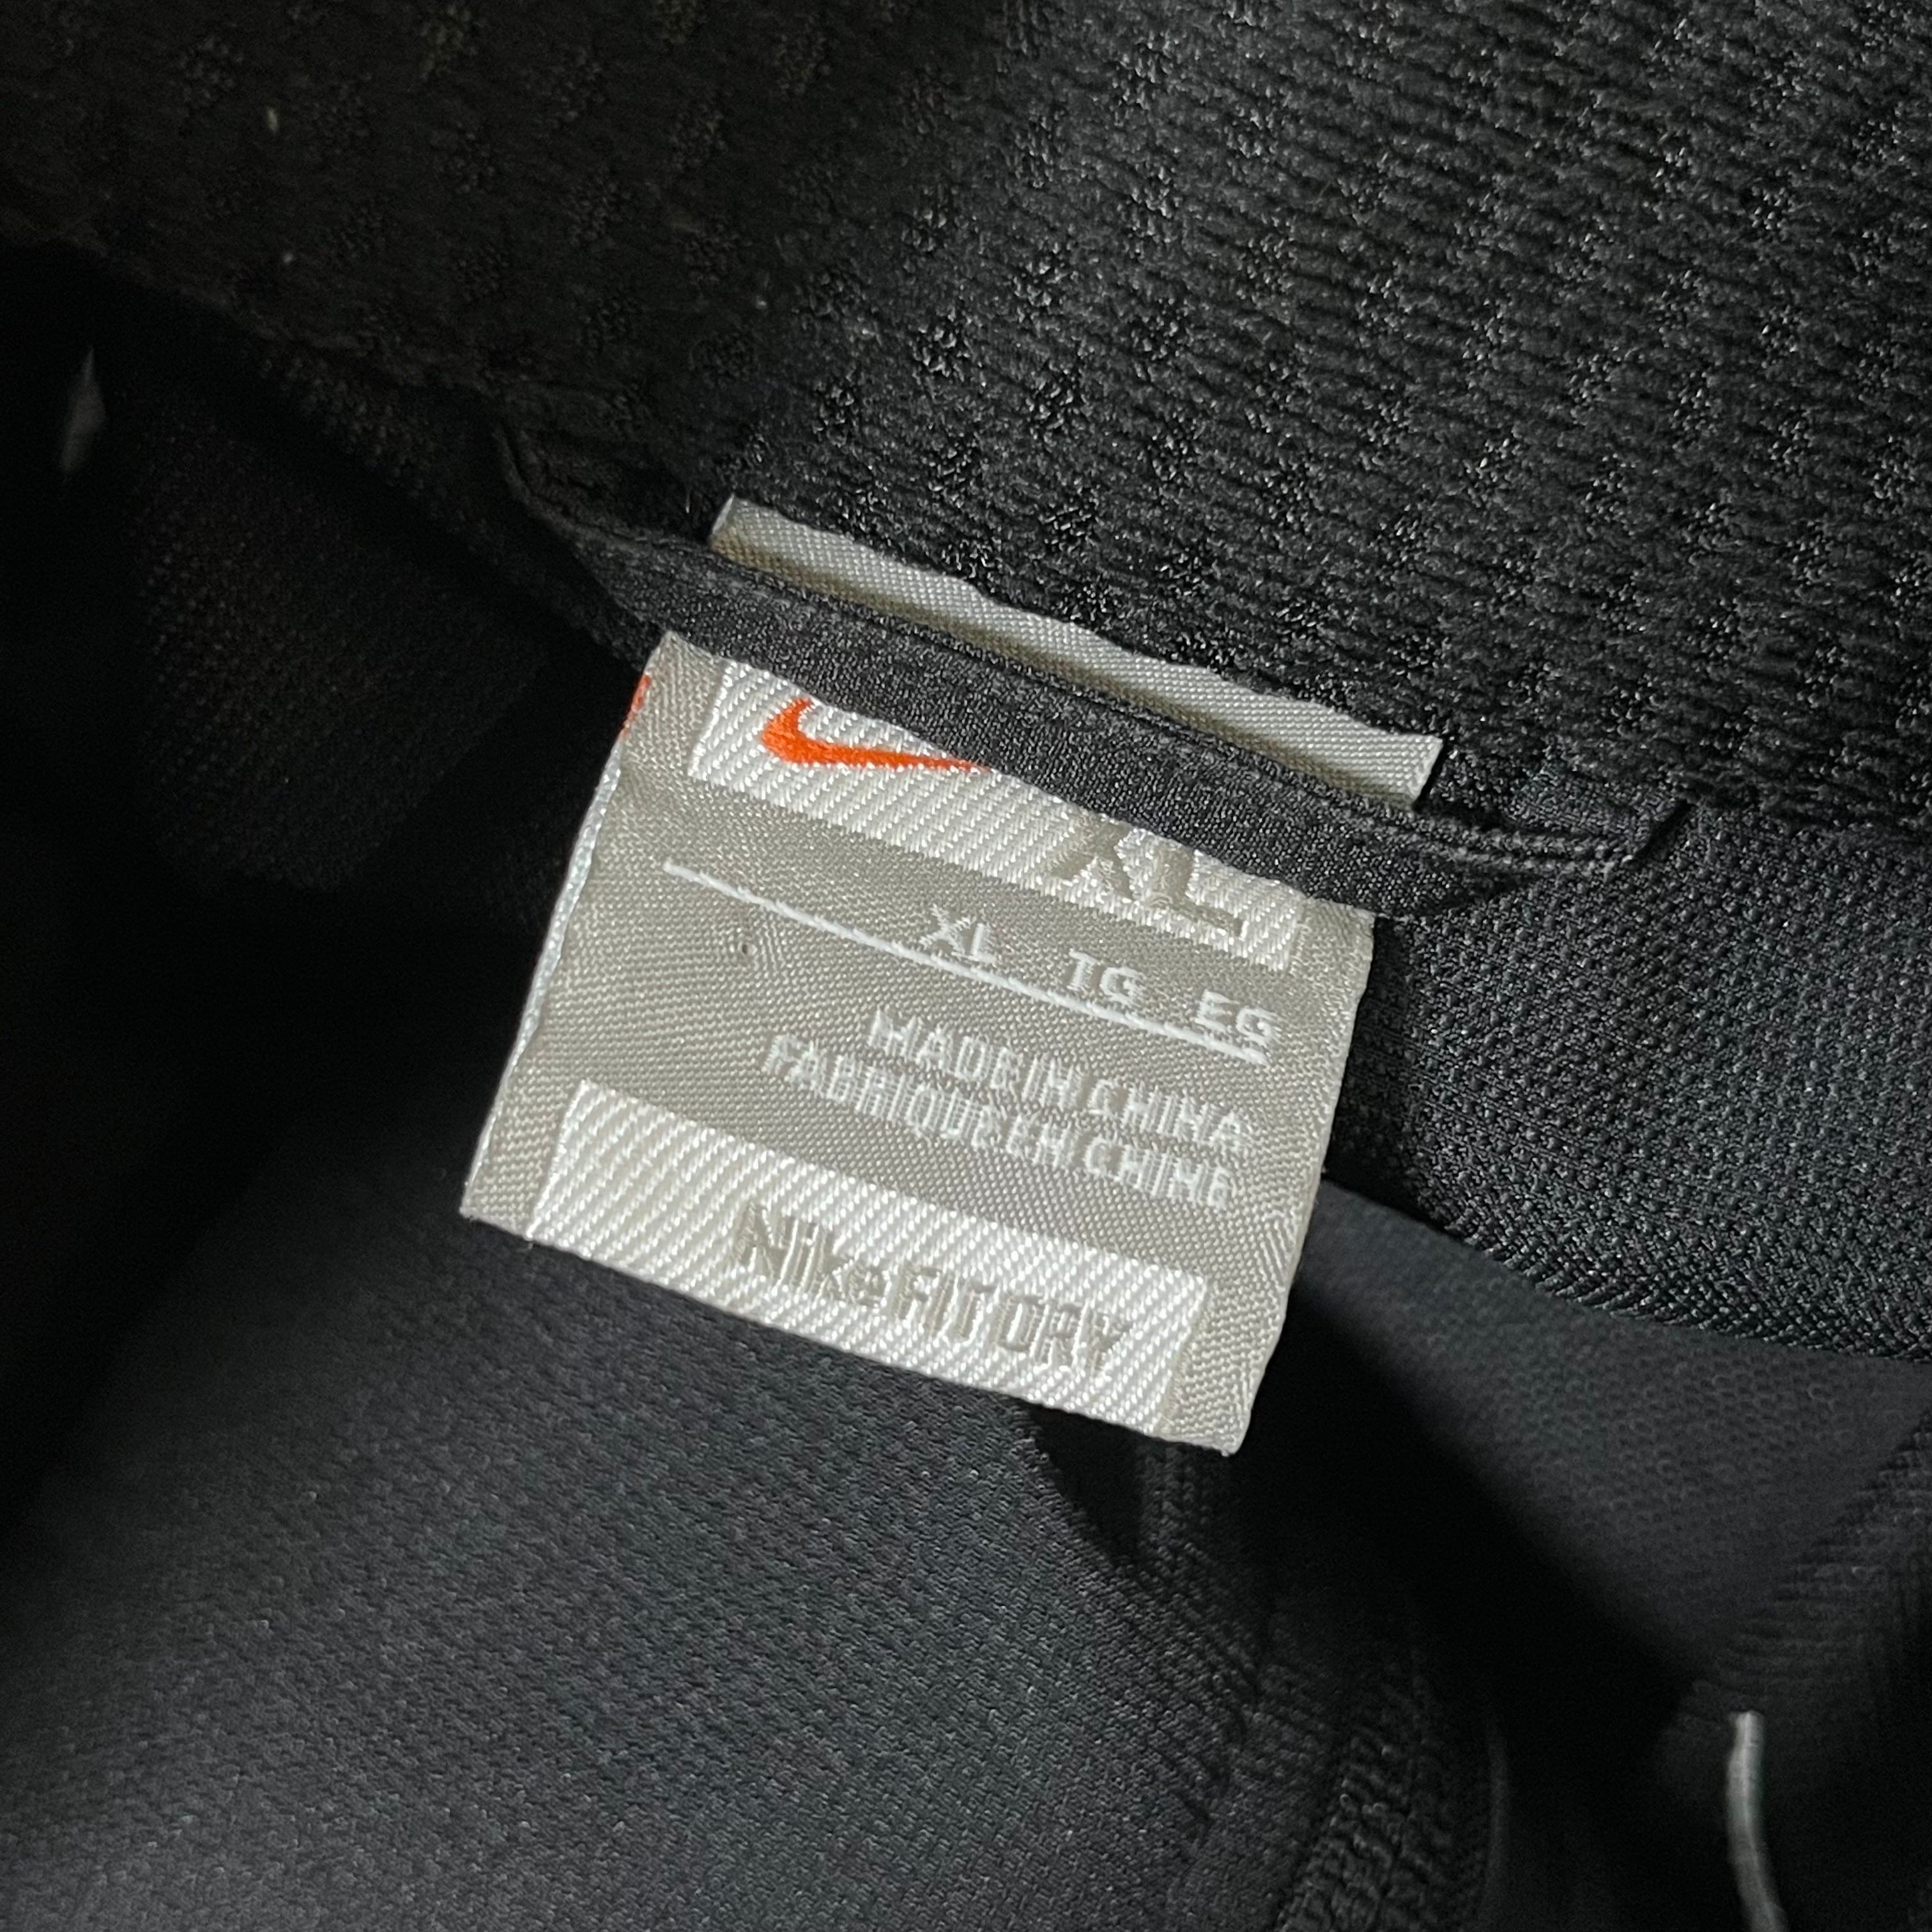 XL
XL TG EG
MADE IN CHINA
FABRIQUE EN CHINE
Nike FIT DRY